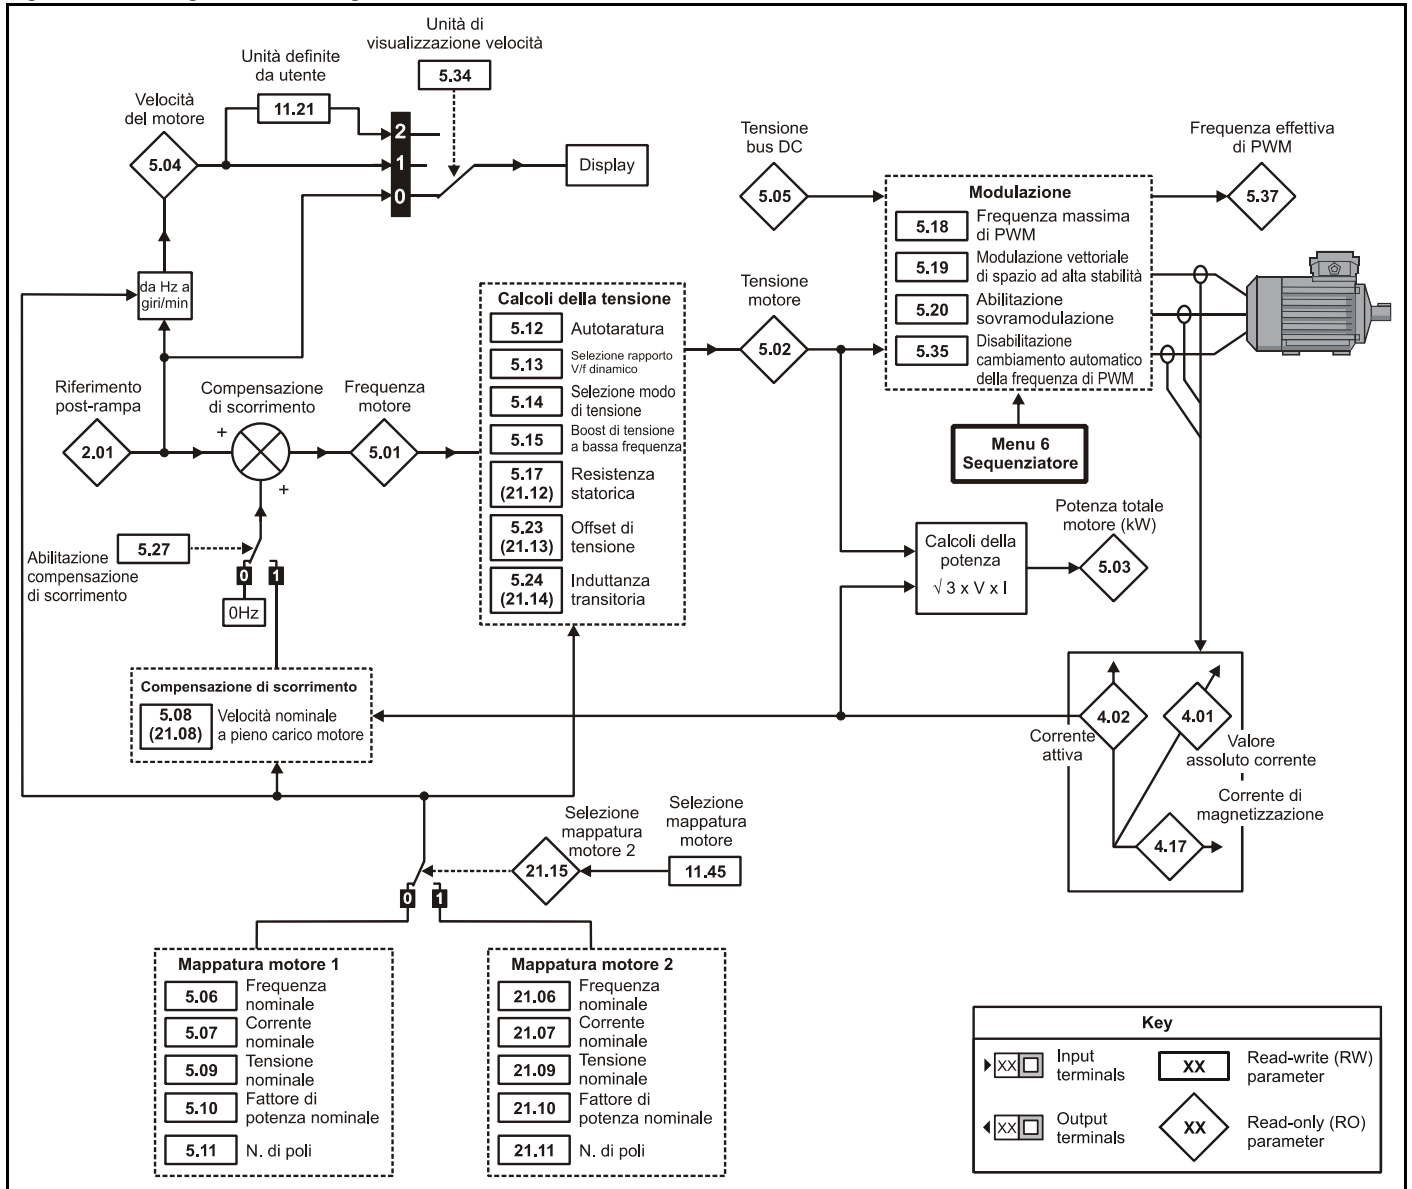 Unità di
visualizzazione velocità
5.34
Unità definite
da utente
11.21
Velocità
del motore
5.04
2
1
0
Display
da Hz a
giri/min
Riferimento
post-rampa
2.01
Compensazione
di scorrimento
+
+
Frequenza
motore
5.01
Abilitazione
compensazione
di scorrimento
5.27
0
1
0Hz
Calcoli della tensione
5.12 Autotaratura
5.13 Selezione rapporto
V/f dinamico
5.14 Selezione modo
di tensione
5.15 Boost di tensione
a bassa frequenza
5.17
(21.12)
Resistenza
statorica
5.23
(21.13)
Offset di
tensione
5.24
(21.14)
Induttanza
transitoria
Tensione
bus DC
5.05
Tensione
motore
5.02
Modulazione
5.18 Frequenza massima
di PWM
5.19 Modulazione vettoriale
di spazio ad alta stabilità
5.20 Abilitazione
sovramodulazione
5.35 Disabilitazione
cambiamento automatico
della frequenza di PWM
Frequenza effettiva
di PWM
5.37
Menu 6
Sequenziatore
Calcoli della
potenza
√ 3 x V x I
Potenza totale
motore (kW)
5.03
Compensazione di scorrimento
5.08
(21.08)
Velocità nominale
a pieno carico motore
4.02
Corrente
attiva
4.01
Valore
assoluto corrente
Corrente di
magnetizzazione
4.17
Selezione
mappatura
motore 2
21.15
Selezione
mappatura
motore
11.45
0
1
Mappatura motore 1
5.06 Frequenza
nominale
5.07 Corrente
nominale
5.09 Tensione
nominale
5.10 Fattore di
potenza nominale
5.11 N. di poli
Mappatura motore 2
21.06 Frequenza
nominale
21.07 Corrente
nominale
21.09 Tensione
nominale
21.10 Fattore di
potenza nominale
21.11 N. di poli
Key
XX Input
terminals
XX Read-write (RW)
parameter
XX Output
terminals
XX Read-only (RO)
parameter